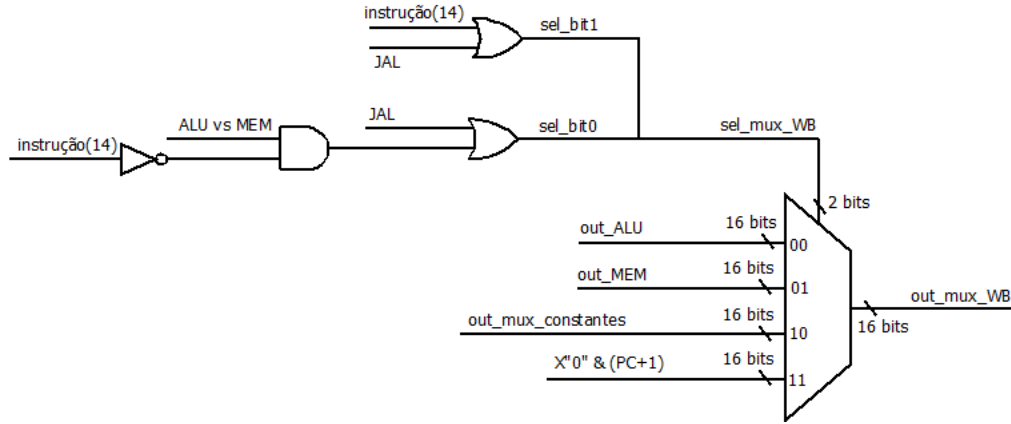 instrução(14)
sel_bit1
JAL
JAL
ALU vs MEM
instrução(14)
sel_bit0
sel_mux_WB
2 bits
out_ALU
16 bits
00
out_MEM
16 bits
01
out_mux_WB
out_mux_constantes
16 bits
10
16 bits
X"0" & (PC+1)
16 bits
11